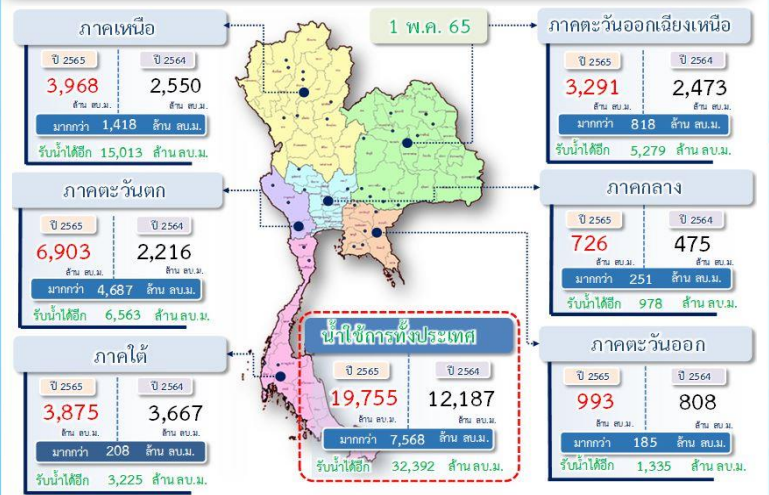 1 พ.ค. 65
ภาคเหนือ
ปี 2565 ปี 2564
3,968 2,550
ล้าน ลบ.ม. ล้าน ลบ.ม.
มากกว่า 1,418 ล้าน ลบ.ม.
รับน้ำได้อีก 15,013 ล้าน ลบ.ม.
ภาคตะวันออกเฉียงเหนือ
ปี 2565 ปี 2564
3,291 2,473
ล้าน ลบ.ม. ล้าน ลบ.ม.
มากกว่า 818 ล้าน ลบ.ม.
รับน้ำได้อีก 5,279 ล้าน ลบ.ม.
ภาคตะวันตก
ปี 2565 ปี 2564
6,903 2,216
ล้าน ลบ.ม. ล้าน ลบ.ม.
มากกว่า 4,687 ล้าน ลบ.ม.
รับน้ำได้อีก 6,563 ล้าน ลบ.ม.
ภาคกลาง
ปี 2565 ปี 2564
726 475
ล้าน ลบ.ม. ล้าน ลบ.ม.
มากกว่า 251 ล้าน ลบ.ม.
รับน้ำได้อีก 978 ล้าน ลบ.ม.
ภาคใต้
ปี 2565 ปี 2564
3,875 3,667
ล้าน ลบ.ม. ล้าน ลบ.ม.
มากกว่า 208 ล้าน ลบ.ม.
รับน้ำได้อีก 3,225 ล้าน ลบ.ม.
น้ำใช้การทั้งประเทศ
ปี 2565 ปี 2564
19,755 12,187
ล้าน ลบ.ม. ล้าน ลบ.ม.
มากกว่า 7,568 ล้าน ลบ.ม.
รับน้ำได้อีก 32,392 ล้าน ลบ.ม.
ภาคตะวันออก
ปี 2565 ปี 2564
993 808
ล้าน ลบ.ม. ล้าน ลบ.ม.
มากกว่า 185 ล้าน ลบ.ม.
รับน้ำได้อีก 1,335 ล้าน ลบ.ม.